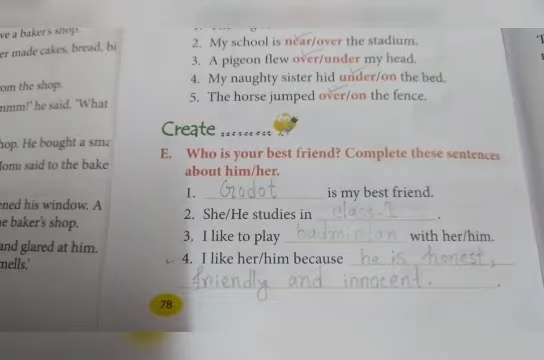 ve a baker's shop.
er made cakes, bread, bi
om the shop.
mmm!' he said. 'What
hop. He bought a sma
Monu said to the bake
ened his window. A
he baker's shop.
and glared at him.
mells.'
2. My school is near/over the stadium.
3. A pigeon flew over/under my head.
4. My naughty sister hid under/on the bed.
5. The horse jumped over/on the fence.
Create .........
E. Who is your best friend? Complete these sentences
about him/her.
1. Godot is my best friend.
2. She/He studies in class-1.
3. I like to play badminton with her/him.
4. I like her/him because he is honest,
friendly and innocent.
78